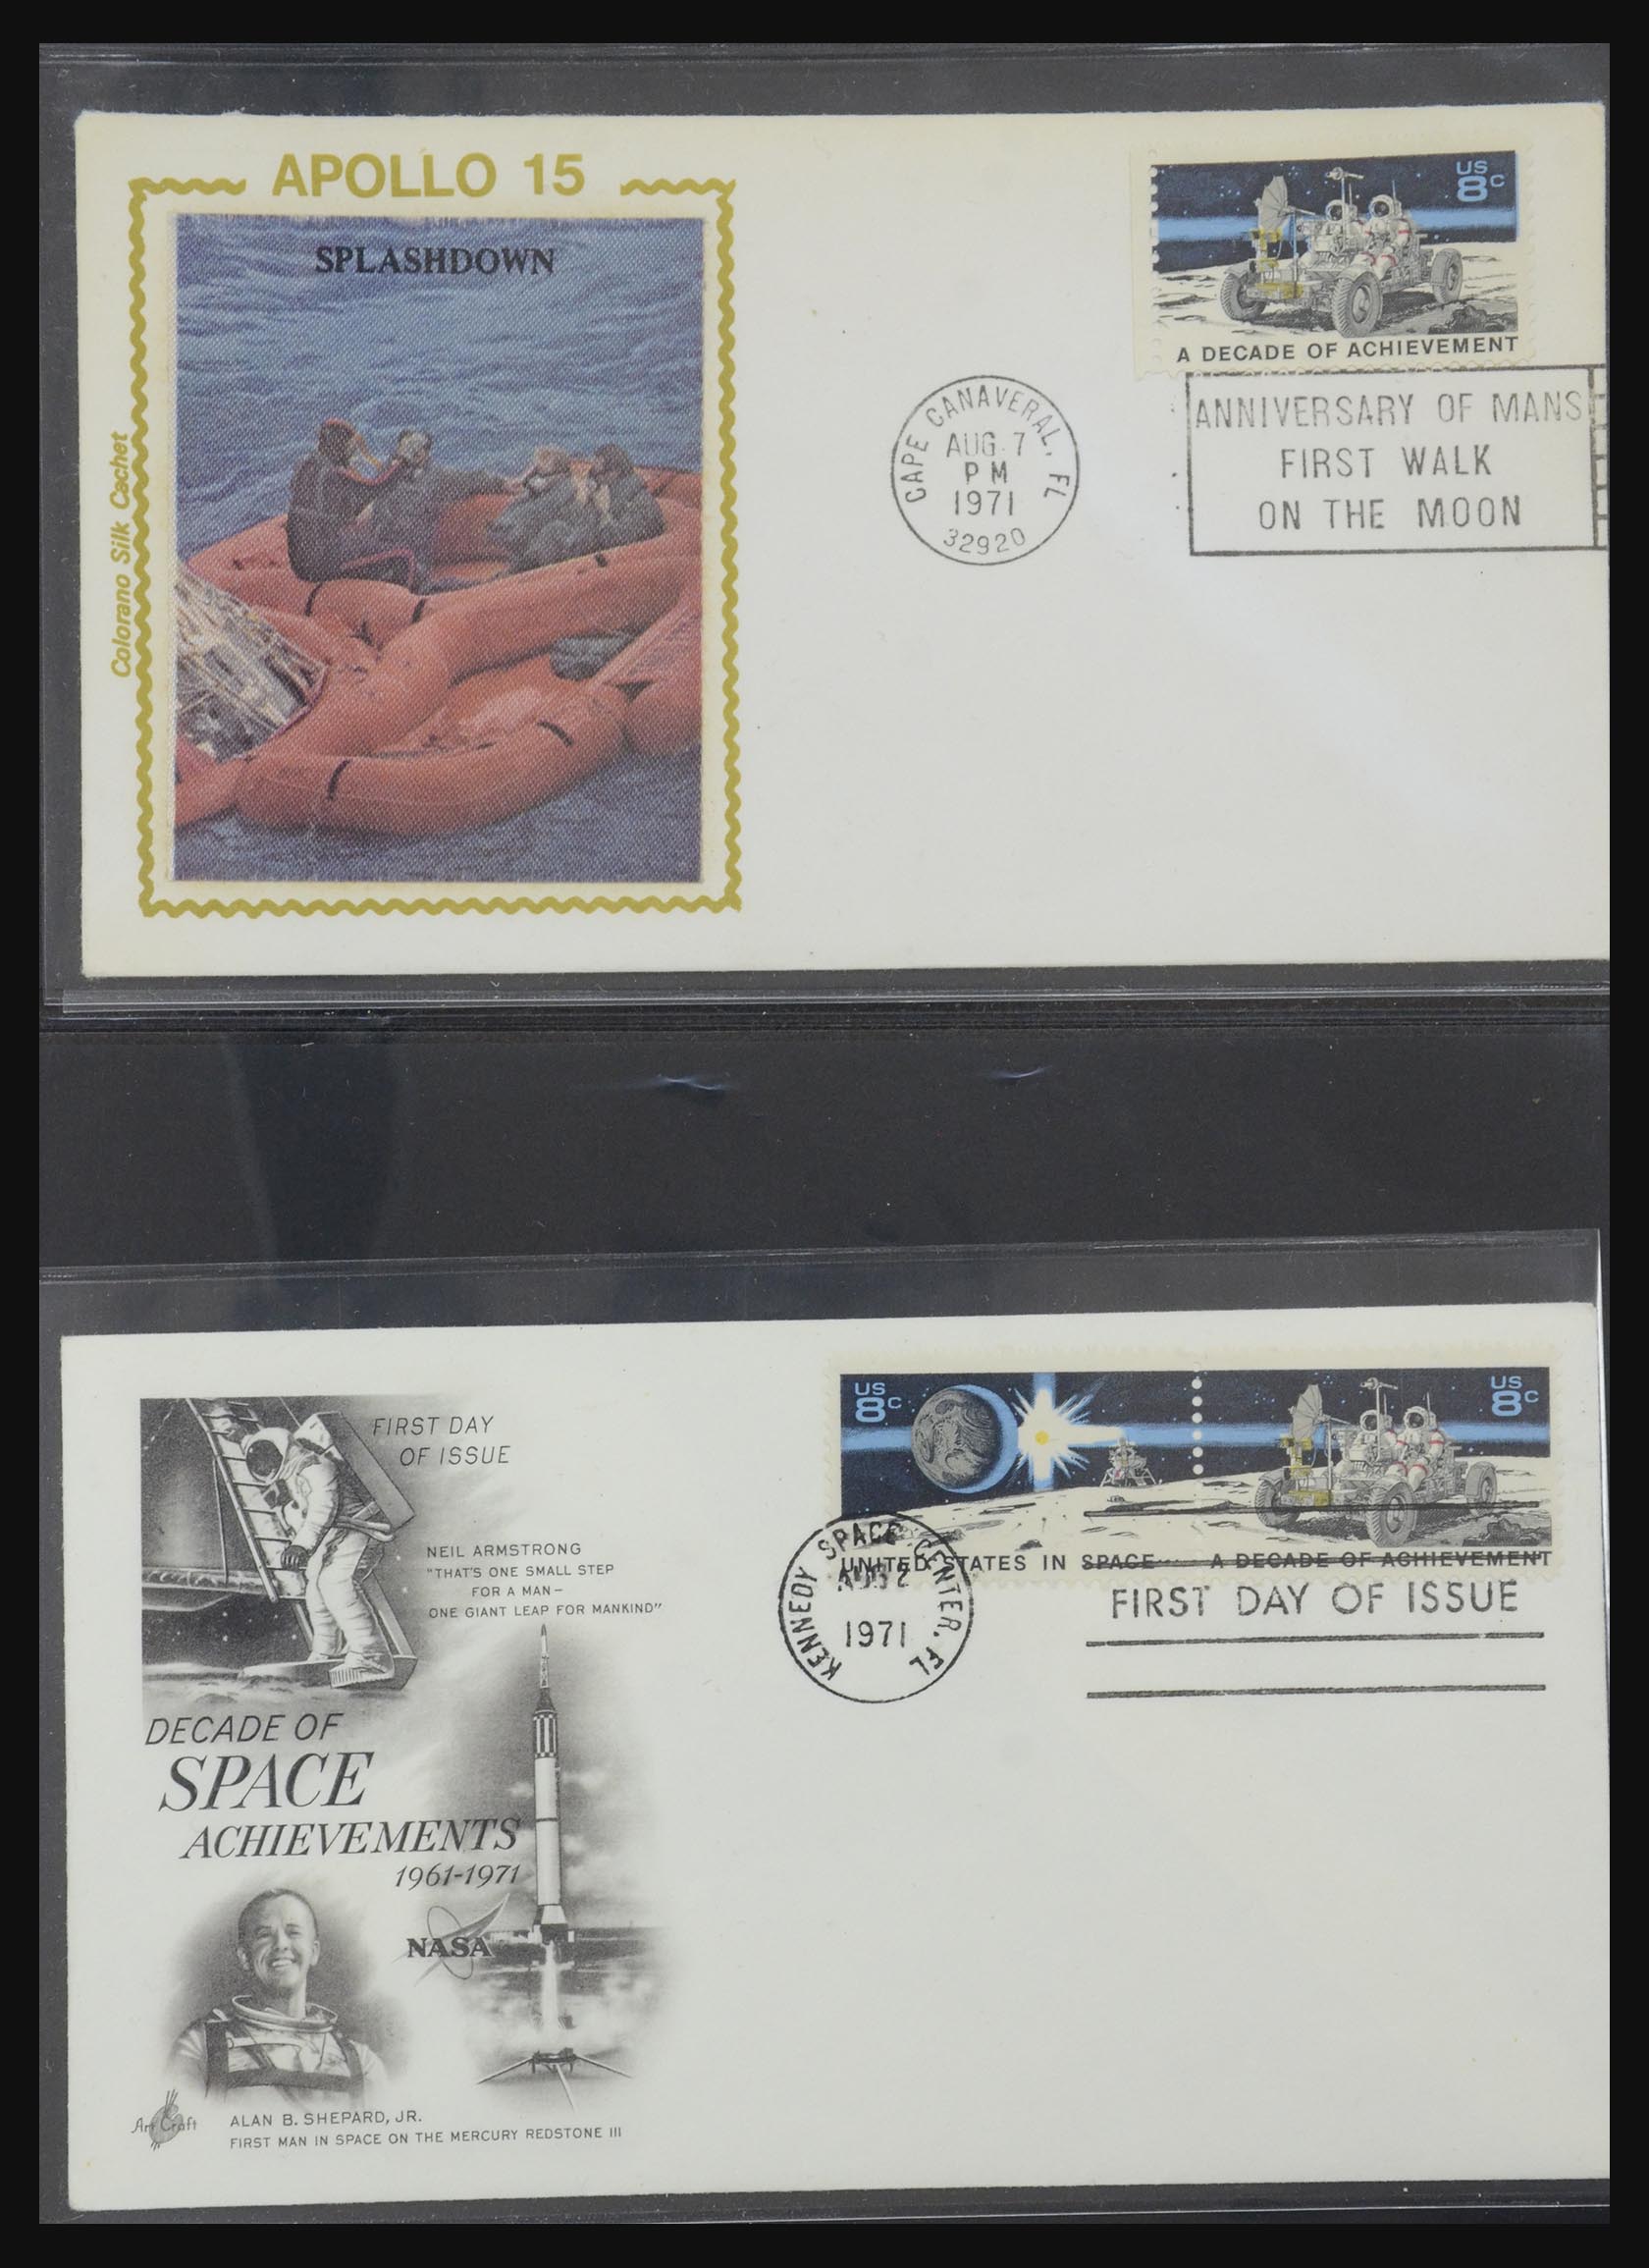 APOLLO 15
SPLASHDOWN
Colorano Silk Cachet
US
8c
A DECADE OF ACHIEVEMENT
CAPE CANAVERAL, FL
AUG 7
PM
1971
32920
ANNIVERSARY OF MANS
FIRST WALK
ON THE MOON
FIRST DAY
OF ISSUE
NEIL ARMSTRONG
"THAT'S ONE SMALL STEP
FOR A MAN–
ONE GIANT LEAP FOR MANKIND"
DECADE OF
SPACE
ACHIEVEMENTS
1961-1971
NASA
Art Craft
ALAN B. SHEPARD, JR.
FIRST MAN IN SPACE ON THE MERCURY REDSTONE III
US
8c
US
8c
UNITED STATES IN SPACE... A DECADE OF ACHIEVEMENT
KENNEDY SPACE CENTER, FL
AUG 2
1971
FIRST DAY OF ISSUE